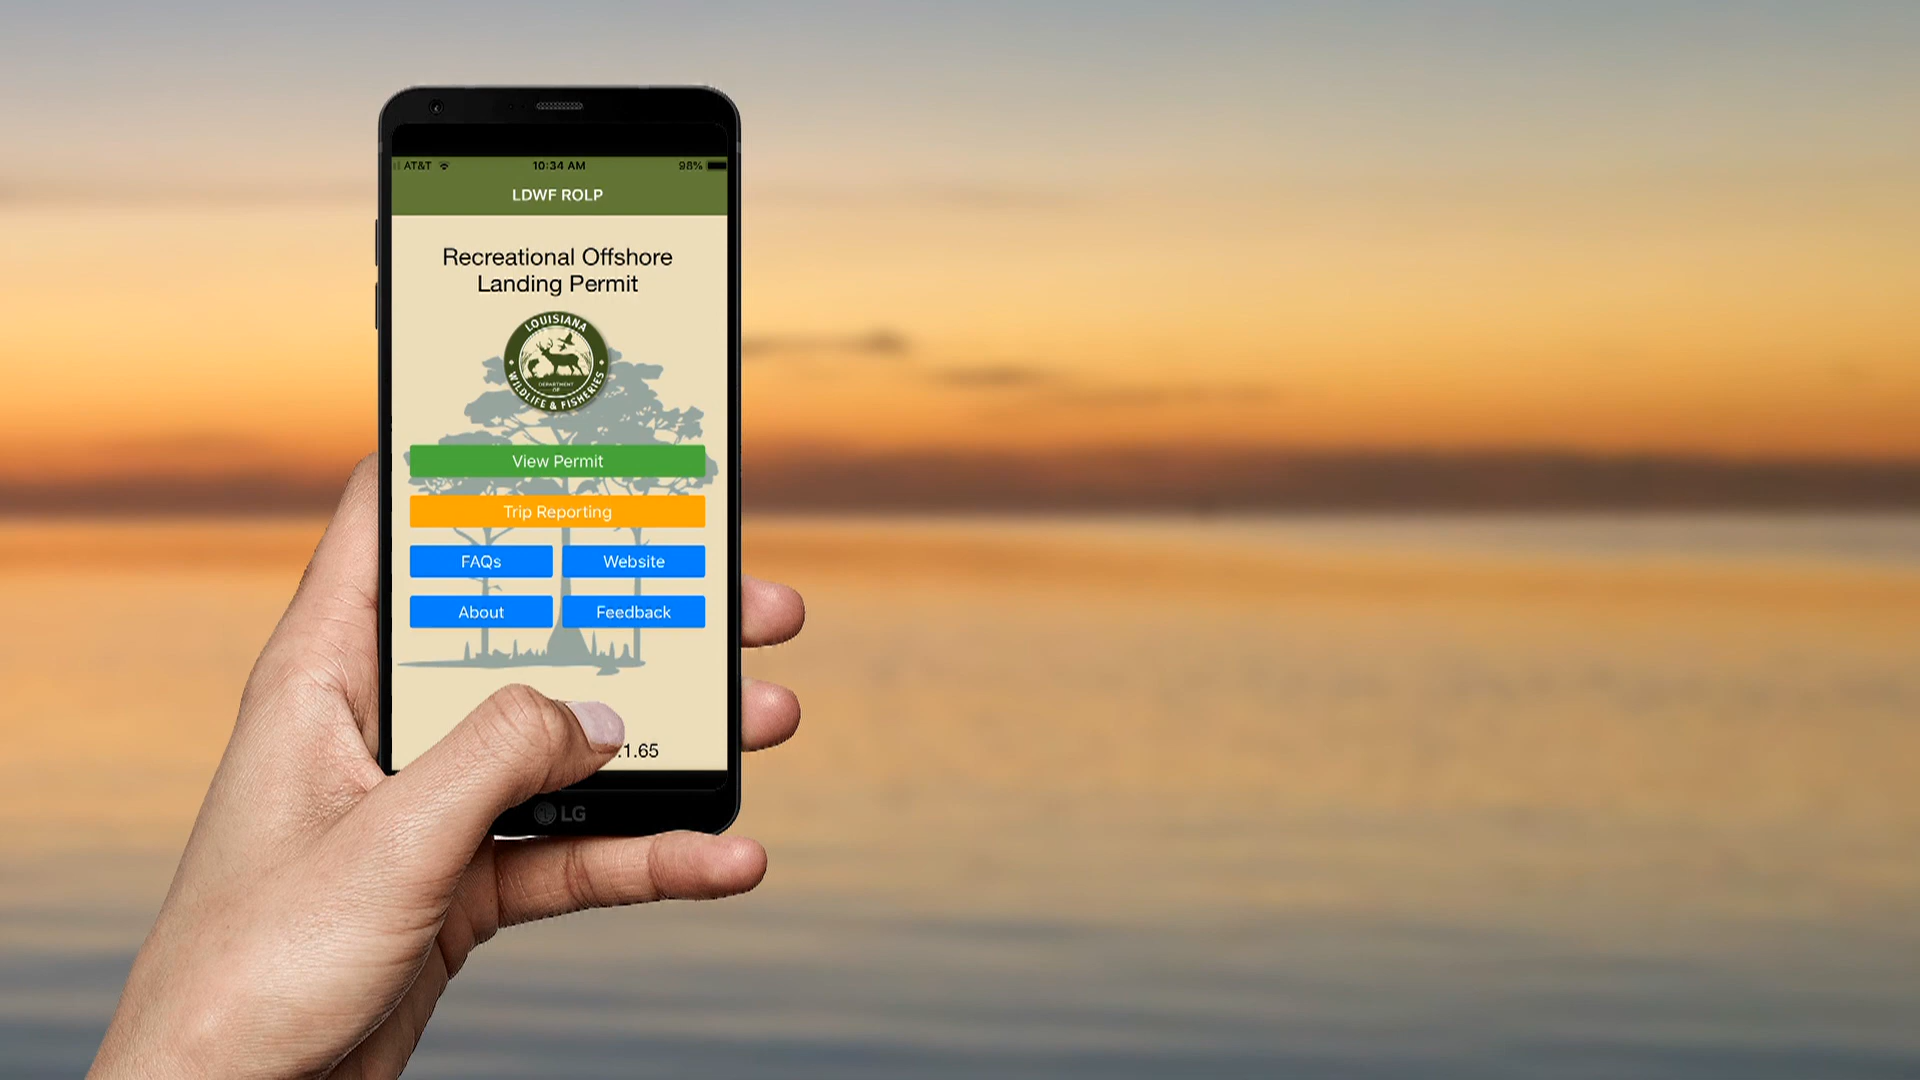 AT&T 10:34 AM 98%
LDWF ROLP
Recreational Offshore
Landing Permit
LOUISIANA
DEPARTMENT
OF
WILDLIFE & FISHERIES
View Permit
Trip Reporting
FAQs Website
About Feedback
.1.65
LG